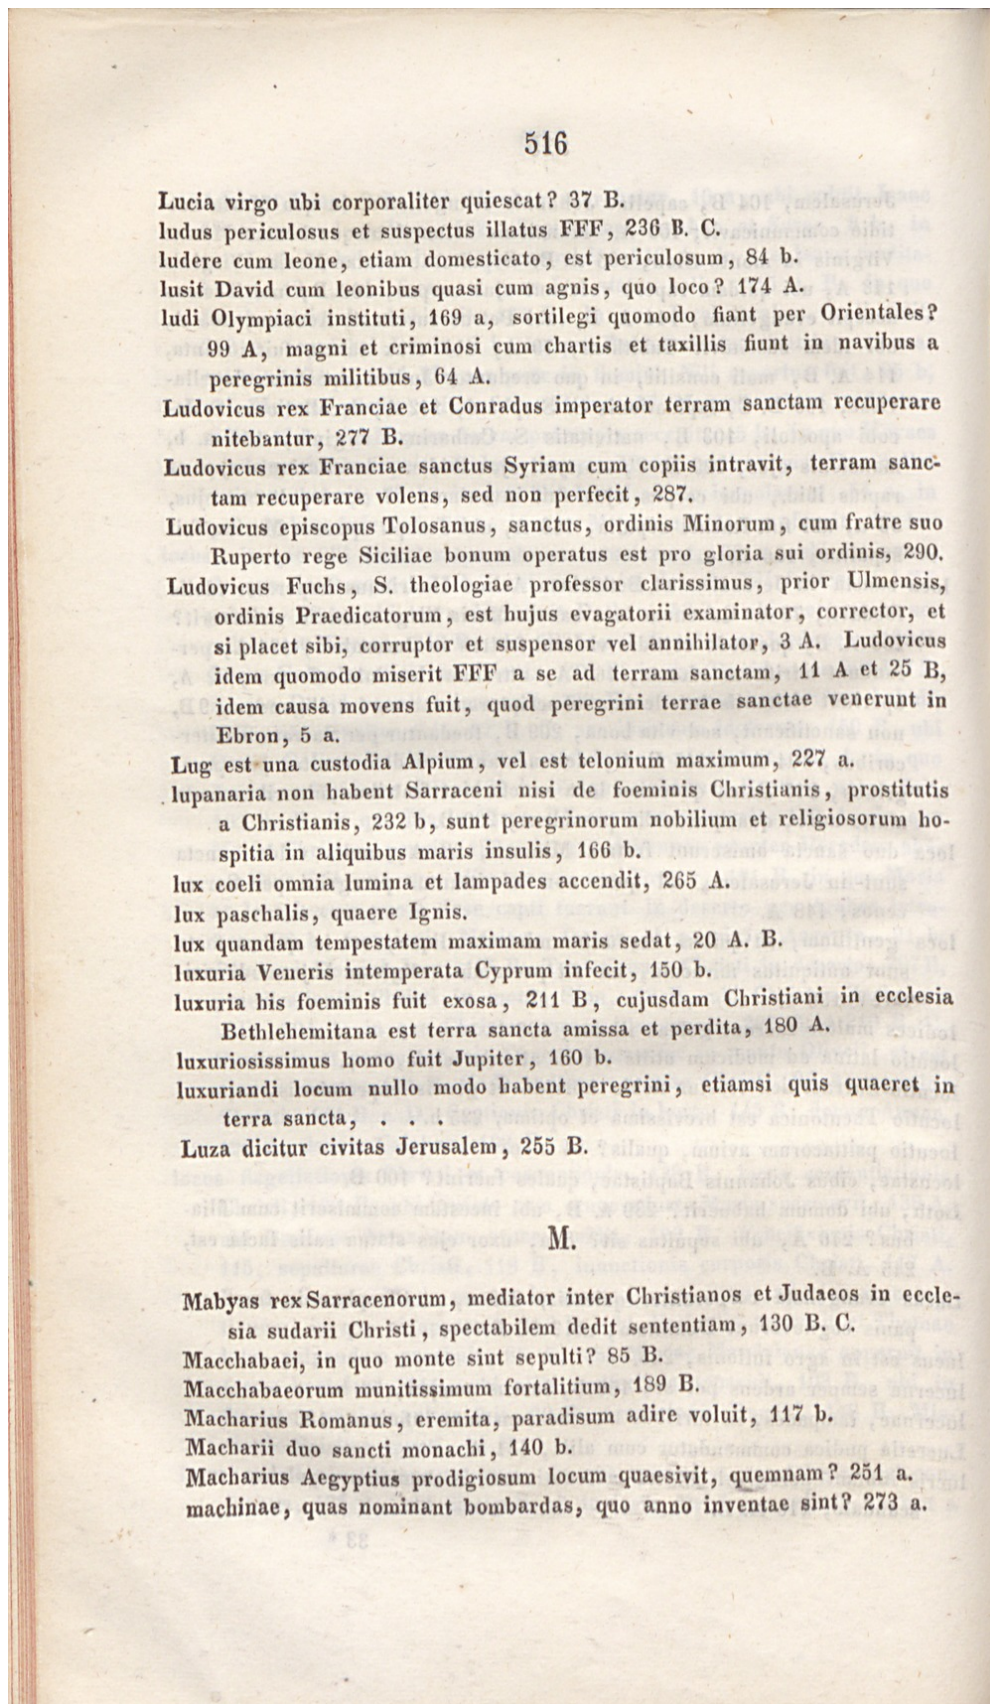 516
Lucia virgo ubi corporaliter quiescat? 37 B.
ludus periculosus et suspectus illatus FFF, 236 B. C.
ludere cum leone, etiam domesticato, est periculosum, 84 b.
lusit David cum leonibus quasi cum agnis, quo loco? 174 A.
ludi Olympiaci instituti, 169 a, sortilegi quomodo fiant per Orientales?
99 A, magni et criminosi cum chartis et taxillis fiunt in navibus a
peregrinis militibus, 64 A.
Ludovicus rex Franciae et Conradus imperator terram sanctam recuperare
nitebantur, 277 B.
Ludovicus rex Franciae sanctus Syriam cum copiis intravit, terram sanc-
tam recuperare volens, sed non perfecit, 287.
Ludovicus episcopus Tolosanus, sanctus, ordinis Minorum, cum fratre suo
Ruperto rege Siciliae bonum operatus est pro gloria sui ordinis, 290.
Ludovicus Fuchs, S. theologiae professor clarissimus, prior Ulmensis,
ordinis Praedicatorum, est hujus evagatorii examinator, corrector, et
si placet sibi, corruptor et suspensor vel annihilator, 3 A. Ludovicus
idem quomodo miserit FFF a se ad terram sanctam, 11 A et 25 B,
idem causa movens fuit, quod peregrini terrae sanctae venerunt in
Ebron, 5 a.
Lug est una custodia Alpium, vel est telonium maximum, 227 a.
lupanaria non habent Sarraceni nisi de foeminis Christianis, prostitutis
a Christianis, 232 b, sunt peregrinorum nobilium et religiosorum ho-
spitia in aliquibus maris insulis, 166 b.
lux coeli omnia lumina et lampades accendit, 265 A.
lux paschalis, quaere Ignis.
lux quandam tempestatem maximam maris sedat, 20 A. B.
luxuria Veneris intemperata Cyprum infecit, 150 b.
luxuria his foeminis fuit exosa, 211 B, cujusdam Christiani in ecclesia
Bethlehemitana est terra sancta amissa et perdita, 180 A.
luxuriosissimus homo fuit Jupiter, 160 b.
luxuriandi locum nullo modo habent peregrini, etiamsi quis quaeret in
terra sancta, . . .
Luza dicitur civitas Jerusalem, 255 B.
M.
Mabyas rex Sarracenorum, mediator inter Christianos et Judaeos in eccle-
sia sudarii Christi, spectabilem dedit sententiam, 130 B. C.
Macchabaei, in quo monte sint sepulti? 85 B.
Macchabaeorum munitissimum fortalitium, 189 B.
Macharius Romanus, eremita, paradisum adire voluit, 117 b.
Macharii duo sancti monachi, 140 b.
Macharius Aegyptius prodigiosum locum quaesivit, quemnam? 251 a.
machinae, quas nominant bombardas, quo anno inventae sint? 273 a.